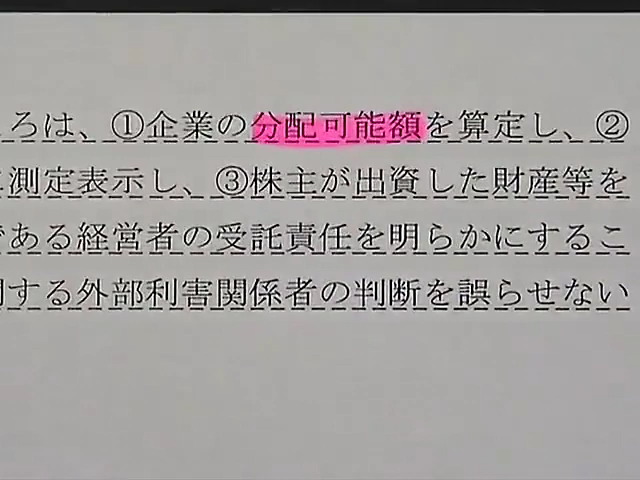 ろは、①企業の分配可能額を算定し、②
測定表示し、③株主が出資した財産等を
である経営者の受託責任を明らかにするこ
する外部利害関係者の判断を誤らせない